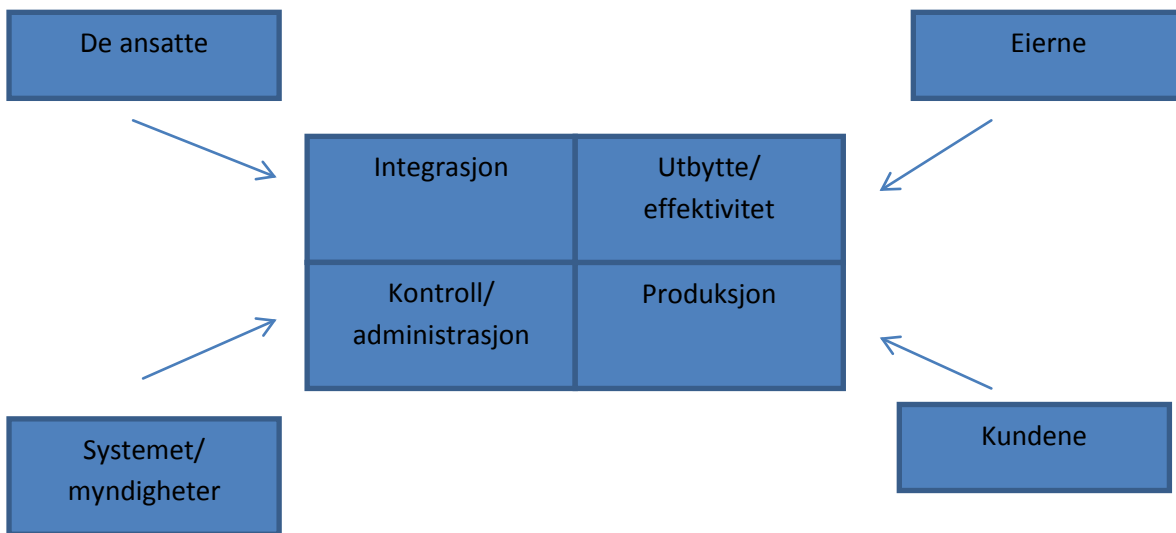 De ansatte
Eierne
Integrasjon
Utbytte/
effektivitet
Kontroll/
administrasjon
Produksjon
Systemet/
myndigheter
Kundene